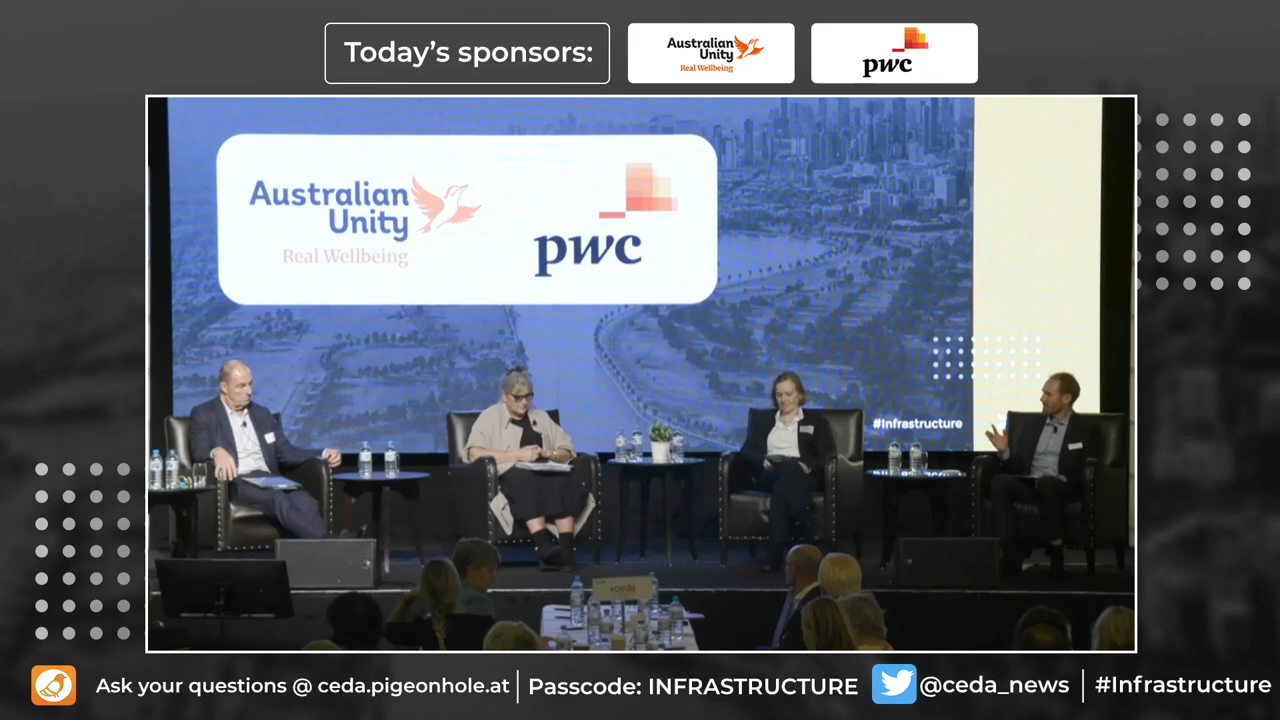 Today's sponsors:
Australian
Unity
Real Wellbeing
pwc
Australian
Unity
Real Wellbeing
pwc
#Infrastructure
ceda
Ask your questions @ ceda.pigeonhole.at
Passcode: INFRASTRUCTURE
@ceda_news
#Infrastructure